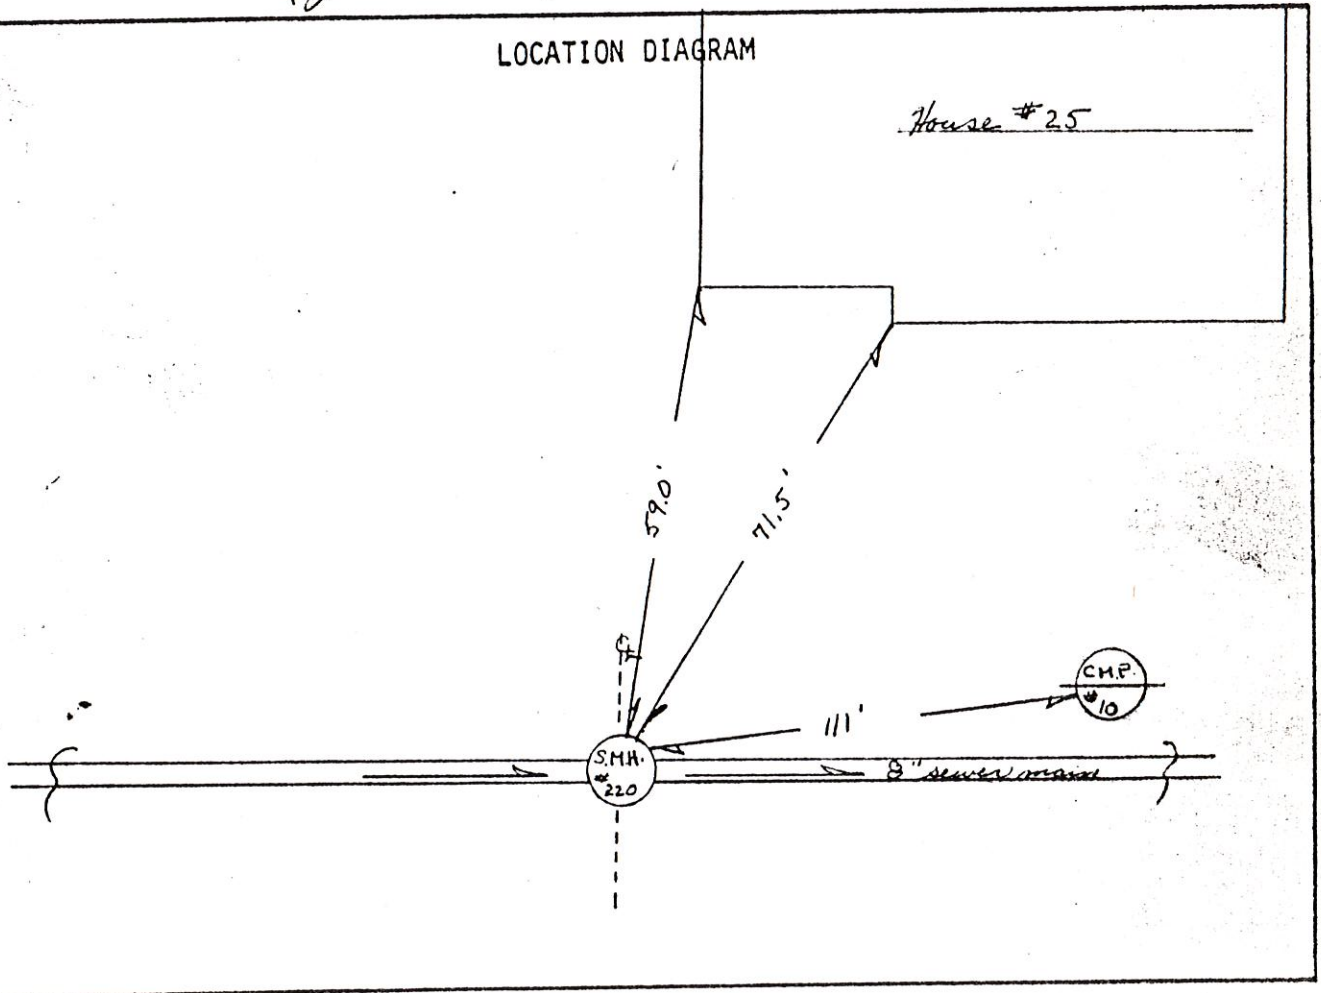 LOCATION DIAGRAM
House #25
59.0'
71.5'
C.M.P.
#10
111'
S.M.H.
#
220
8" sewer main